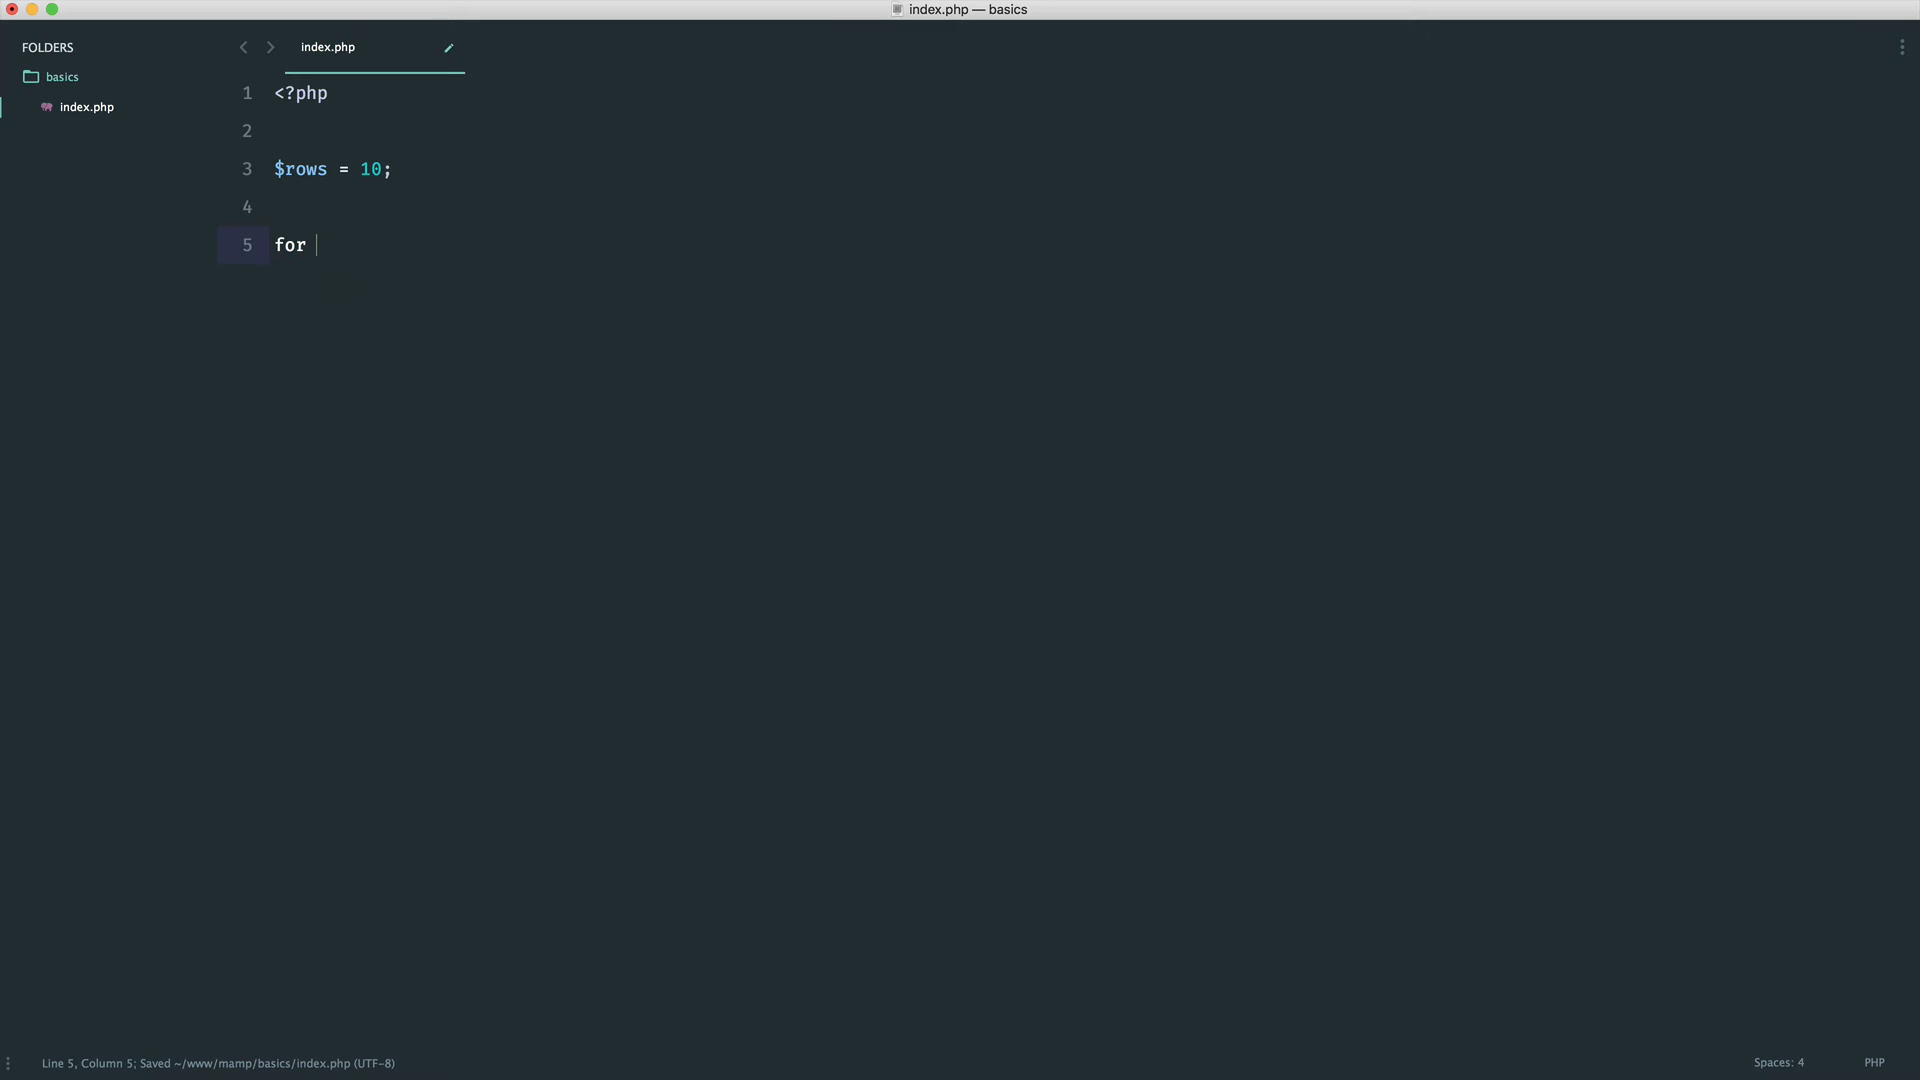 index.php — basics
FOLDERS
basics
index.php
index.php
1 <?php
2
3 $rows = 10;
4
5 for
Line 5, Column 5; Saved ~/www/mamp/basics/index.php (UTF-8)
Spaces: 4
PHP